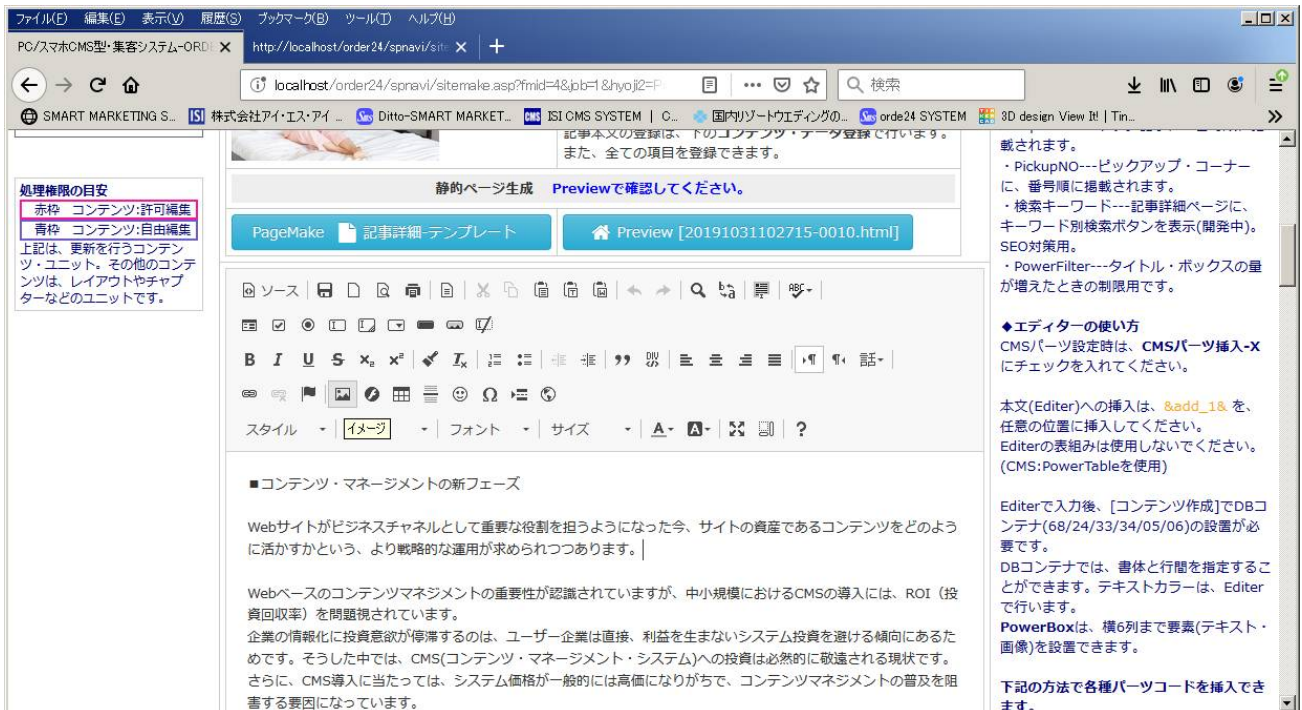 ファイル(F) 編集(E) 表示(V) 履歴(S) ブックマーク(B) ツール(T) ヘルプ(H)
PC/スマホCMS型・集客システム-ORD
http://localhost/order24/spnavi/site
localhost/order24/spnavi/sitemake.asp?fmid=4&job=1&hyoji2=P
検索
SMART MARKETING S... 株式会社アイ・エス・アイ ... Ditto-SMART MARKET... ISI CMS SYSTEM | C... 国内リゾートウエディングの... orde24 SYSTEM 3D design View It! | Tin...
処理権限の目安
赤枠 コンテンツ:許可編集
青枠 コンテンツ:自由編集
上記は、更新を行うコンテン
ツ・ユニット。その他のコンテ
ンツは、レイアウトやチャプ
ターなどのユニットです。
記事本文の登録は、下のコンテンツ・データ登録で行います。
また、全ての項目を登録できます。
静的ページ生成 Previewで確認してください。
PageMake 記事詳細-テンプレート
Preview [20191031102715-0010.html]
ソース
B I U S x₂ x² Tx
話
スタイル
イメージ
フォント
サイズ
A A ?
■コンテンツ・マネージメントの新フェーズ
Webサイトがビジネスチャネルとして重要な役割を担うようになった今、サイトの資産であるコンテンツをどのよう
に活かすかという、より戦略的な運用が求められつつあります。
Webベースのコンテンツマネジメントの重要性が認識されていますが、中小規模におけるCMSの導入には、ROI（投
資回収率）を問題視されています。
企業の情報化に投資意欲が停滞するのは、ユーザー企業は直接、利益を生まないシステム投資を避ける傾向にあるた
めです。そうした中では、CMS(コンテンツ・マネージメント・システム)への投資は必然的に敬遠される現状です。
さらに、CMS導入に当たっては、システム価格が一般的には高価になりがちで、コンテンツマネジメントの普及を阻
害する要因になっています。
載されます。
・PickupNO---ピックアップ・コーナー
に、番号順に掲載されます。
・検索キーワード---記事詳細ページに、
キーワード別検索ボタンを表示(開発中)。
SEO対策用。
・PowerFilter---タイトル・ボックスの量
が増えたときの制限用です。
◆エディターの使い方
CMSパーツ設定時は、CMSパーツ挿入-X
にチェックを入れてください。
本文(Editer)への挿入は、&add_1& を、
任意の位置に挿入してください。
Editerの表組みは使用しないでください。
(CMS:PowerTableを使用)
Editerで入力後、[コンテンツ作成]でDBコ
ンテナ(68/24/33/34/05/06)の設置が必
要です。
DBコンテナでは、書体と行間を指定するこ
とができます。テキストカラーは、Editer
で行います。
PowerBoxは、横6列まで要素(テキスト・
画像)を設置できます。
下記の方法で各種パーツコードを挿入でき
ます。